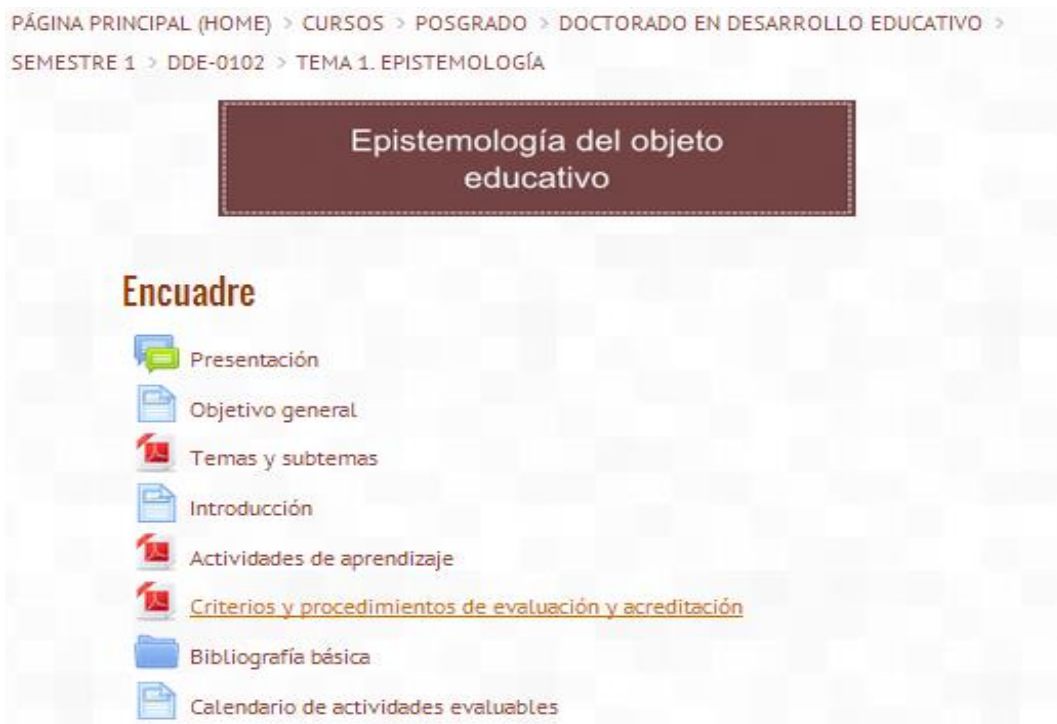 PÁGINA PRINCIPAL (HOME) > CURSOS > POSGRADO > DOCTORADO EN DESARROLLO EDUCATIVO >
SEMESTRE 1 > DDE-0102 > TEMA 1. EPISTEMOLOGÍA
Epistemología del objeto
educativo
Encuadre
Presentación
Objetivo general
Temas y subtemas
Introducción
Actividades de aprendizaje
Criterios y procedimientos de evaluación y acreditación
Bibliografía básica
Calendario de actividades evaluables